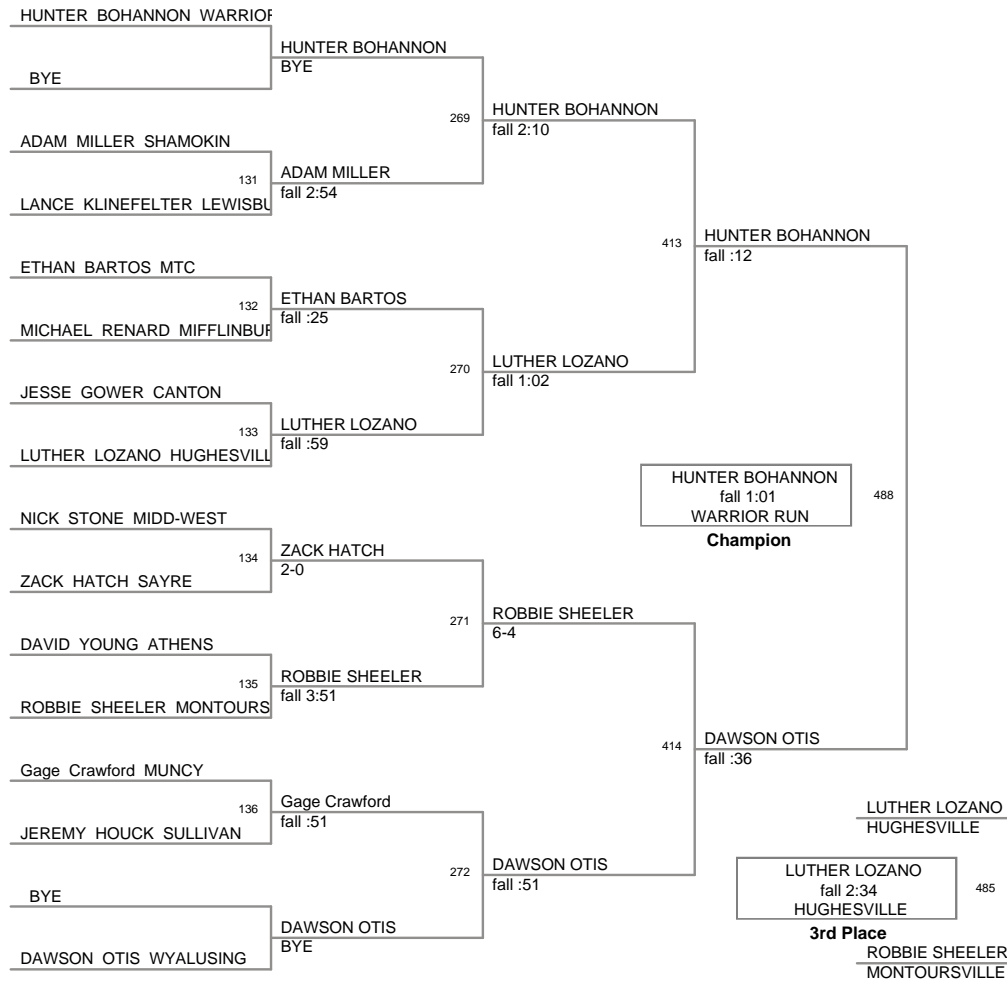 HUNTER BOHANNON WARRIOR
HUNTER BOHANNON
BYE
BYE
269
HUNTER BOHANNON
fall 2:10
ADAM MILLER SHAMOKIN
131
ADAM MILLER
fall 2:54
LANCE KLINEFELTER LEWISBU
413
HUNTER BOHANNON
fall :12
ETHAN BARTOS MTC
132
ETHAN BARTOS
fall :25
MICHAEL RENARD MIFFLINBUR
270
LUTHER LOZANO
fall 1:02
JESSE GOWER CANTON
133
LUTHER LOZANO
fall :59
LUTHER LOZANO HUGHESVILL
HUNTER BOHANNON
fall 1:01
WARRIOR RUN
488
Champion
NICK STONE MIDD-WEST
134
ZACK HATCH
2-0
ZACK HATCH SAYRE
271
ROBBIE SHEELER
6-4
DAVID YOUNG ATHENS
135
ROBBIE SHEELER
fall 3:51
ROBBIE SHEELER MONTOURS
414
DAWSON OTIS
fall :36
Gage Crawford MUNCY
136
Gage Crawford
fall :51
JEREMY HOUCK SULLIVAN
272
DAWSON OTIS
fall :51
BYE
DAWSON OTIS
BYE
DAWSON OTIS WYALUSING
LUTHER LOZANO
HUGHESVILLE
LUTHER LOZANO
fall 2:34
HUGHESVILLE
485
3rd Place
ROBBIE SHEELER
MONTOURSVILLE